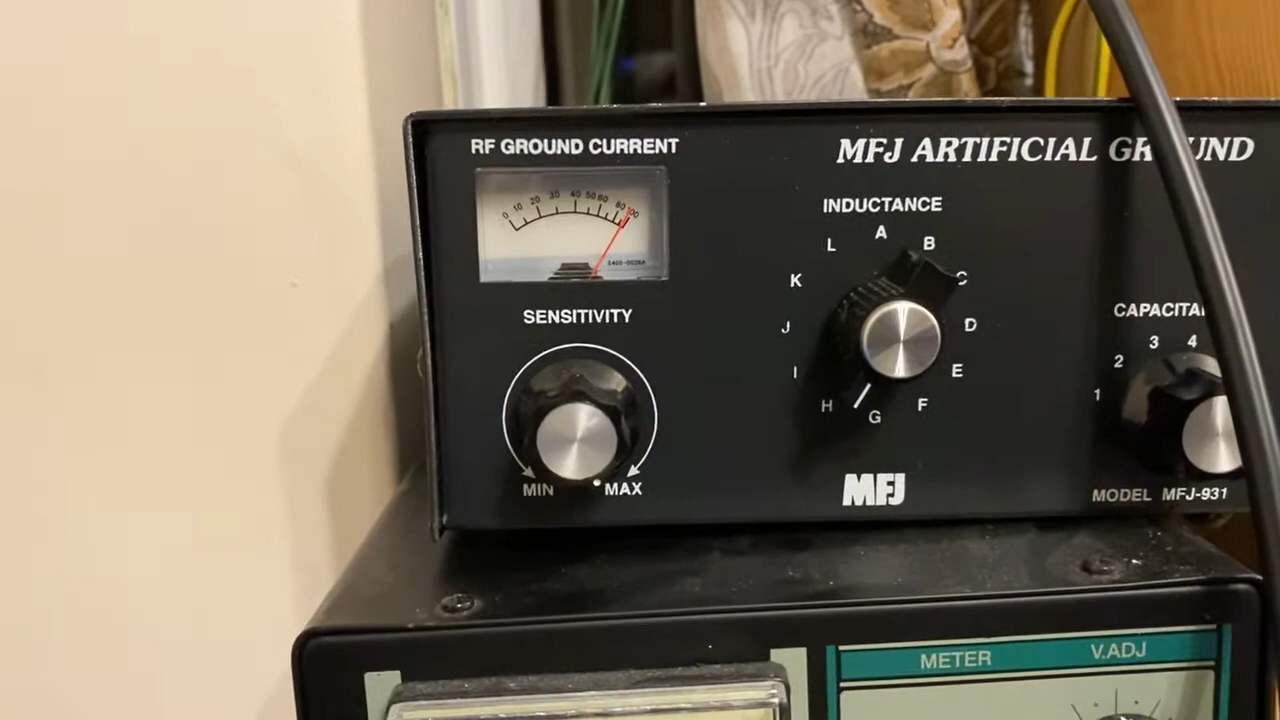 RF GROUND CURRENT
MFJ ARTIFICIAL GR UND
0 10 20 30 40 50 60 80 100
INDUCTANCE
A
L B
K C
J D
I E
H F
G
SENSITIVITY
MIN MAX
CAPACITA
1 2 3 4
MFJ
MODEL MFJ-931
METER V.ADJ